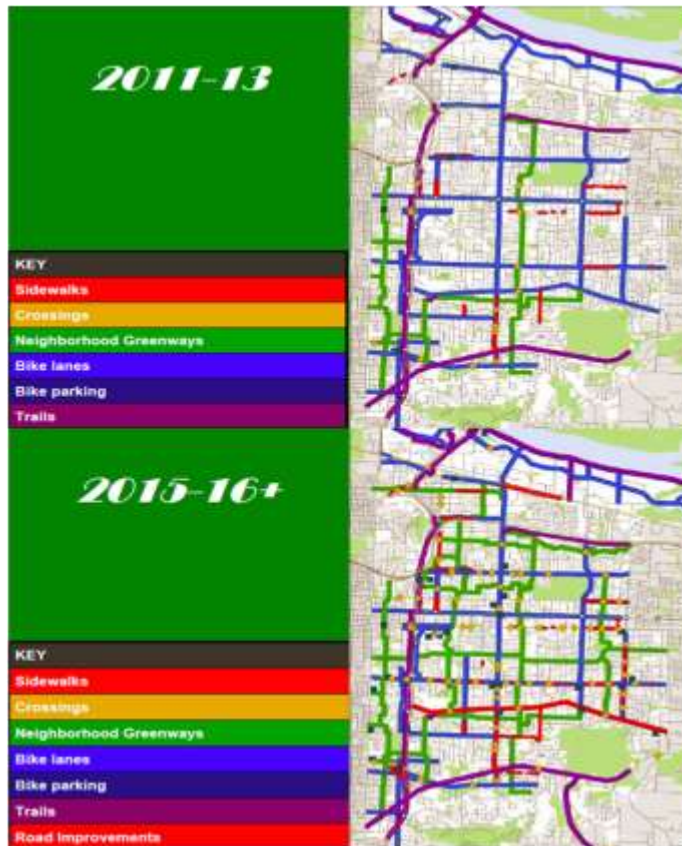 2011-13
KEY
Sidewalks
Crossings
Neighborhood Greenways
Bike lanes
Bike parking
Trails
2015-16+
KEY
Sidewalks
Crossings
Neighborhood Greenways
Bike lanes
Bike parking
Trails
Road Improvements